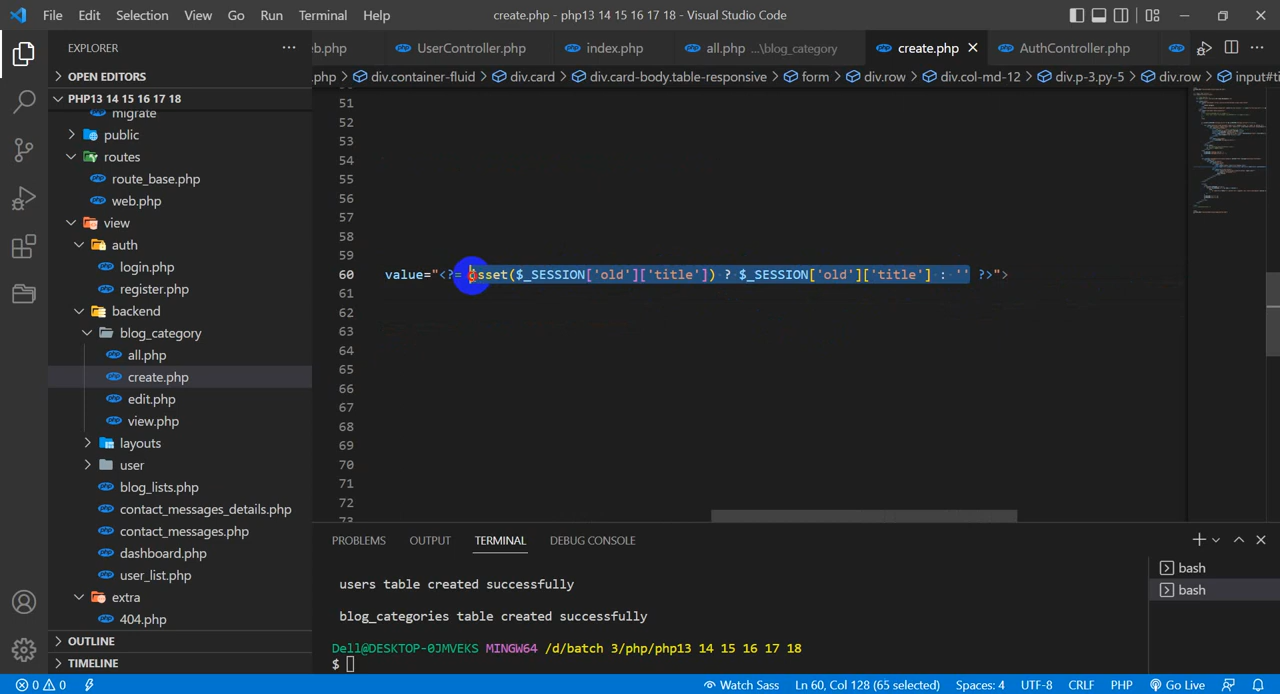 File Edit Selection View Go Run Terminal Help
create.php - php13 14 15 16 17 18 - Visual Studio Code
EXPLORER
eb.php UserController.php index.php all.php ...\blog_category create.php AuthController.php
OPEN EDITORS
.php > div.container-fluid > div.card > div.card-body.table-responsive > form > div.row > div.col-md-12 > div.p-3.py-5 > div.row > input#ti
PHP13 14 15 16 17 18
migrate
public
routes
route_base.php
web.php
view
auth
login.php
register.php
backend
blog_category
all.php
create.php
edit.php
view.php
layouts
user
blog_lists.php
contact_messages_details.php
contact_messages.php
dashboard.php
user_list.php
extra
404.php
OUTLINE
TIMELINE
51
52
53
54
55
56
57
58
59
60 value="<?= $_SESSION['old']['title']) ? $_SESSION['old']['title'] : '' ?>">
61
62
63
64
65
66
67
68
69
70
71
72
73
PROBLEMS OUTPUT TERMINAL DEBUG CONSOLE
users table created successfully
blog_categories table created successfully
Dell@DESKTOP-0JMVEKS MINGW64 /d/batch 3/php/php13 14 15 16 17 18
$
bash
bash
0 0 Watch Sass Ln 60, Col 128 (65 selected) Spaces: 4 UTF-8 CRLF PHP Go Live